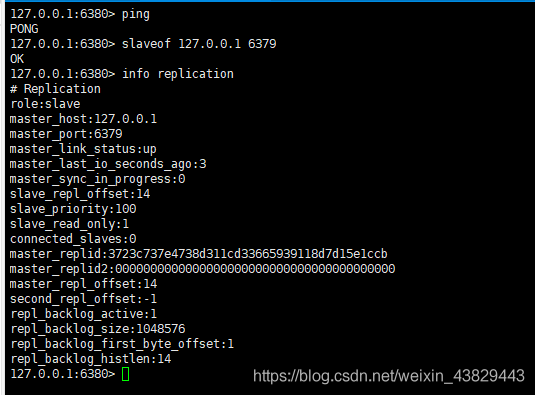 127.0.0.1:6380> ping
PONG
127.0.0.1:6380> slaveof 127.0.0.1 6379
OK
127.0.0.1:6380> info replication
# Replication
role:slave
master_host:127.0.0.1
master_port:6379
master_link_status:up
master_last_io_seconds_ago:3
master_sync_in_progress:0
slave_repl_offset:14
slave_priority:100
slave_read_only:1
connected_slaves:0
master_replid:3723c737e4738d311cd33665939118d7d15e1ccb
master_replid2:0000000000000000000000000000000000000000
master_repl_offset:14
second_repl_offset:-1
repl_backlog_active:1
repl_backlog_size:1048576
repl_backlog_first_byte_offset:1
repl_backlog_histlen:14
127.0.0.1:6380>
https://blog.csdn.net/weixin_43829443